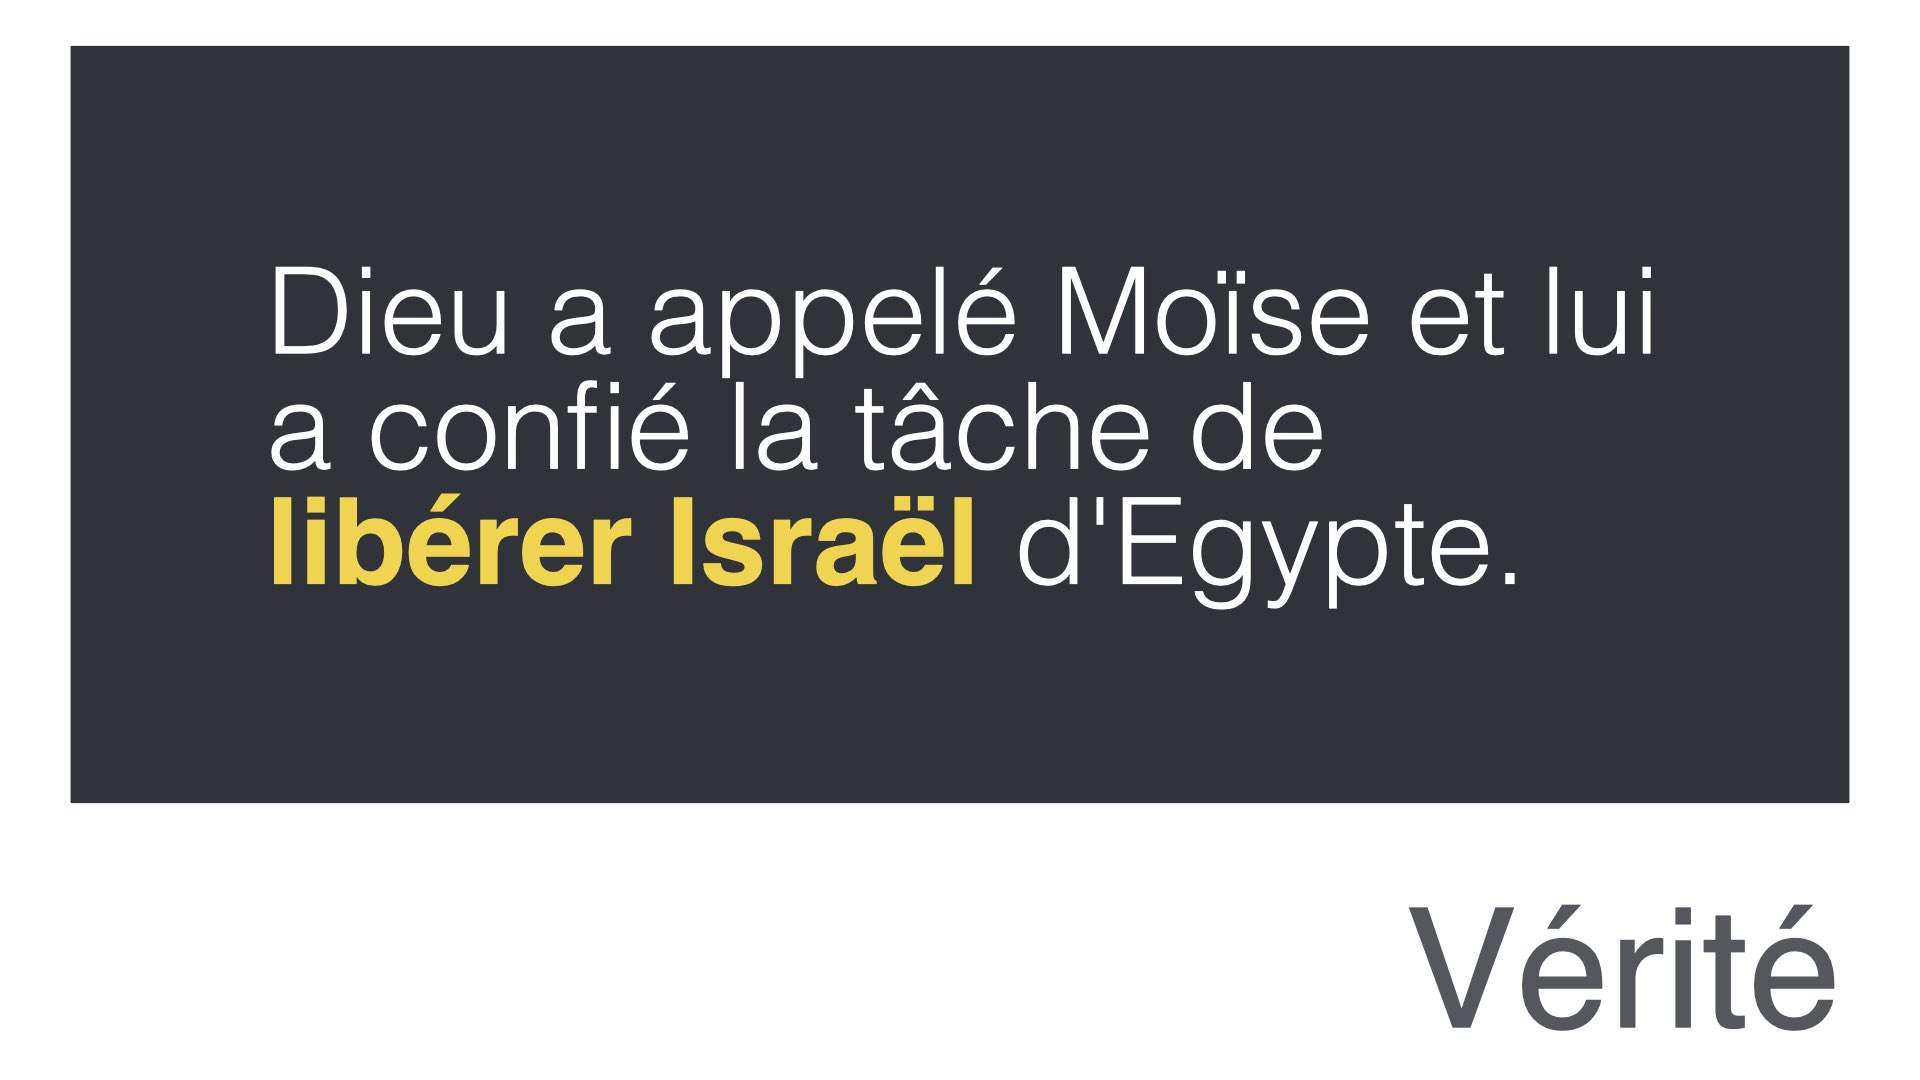 Dieu a appelé Moïse et lui
a confié la tâche de
libérer Israël d'Egypte.
Vérité